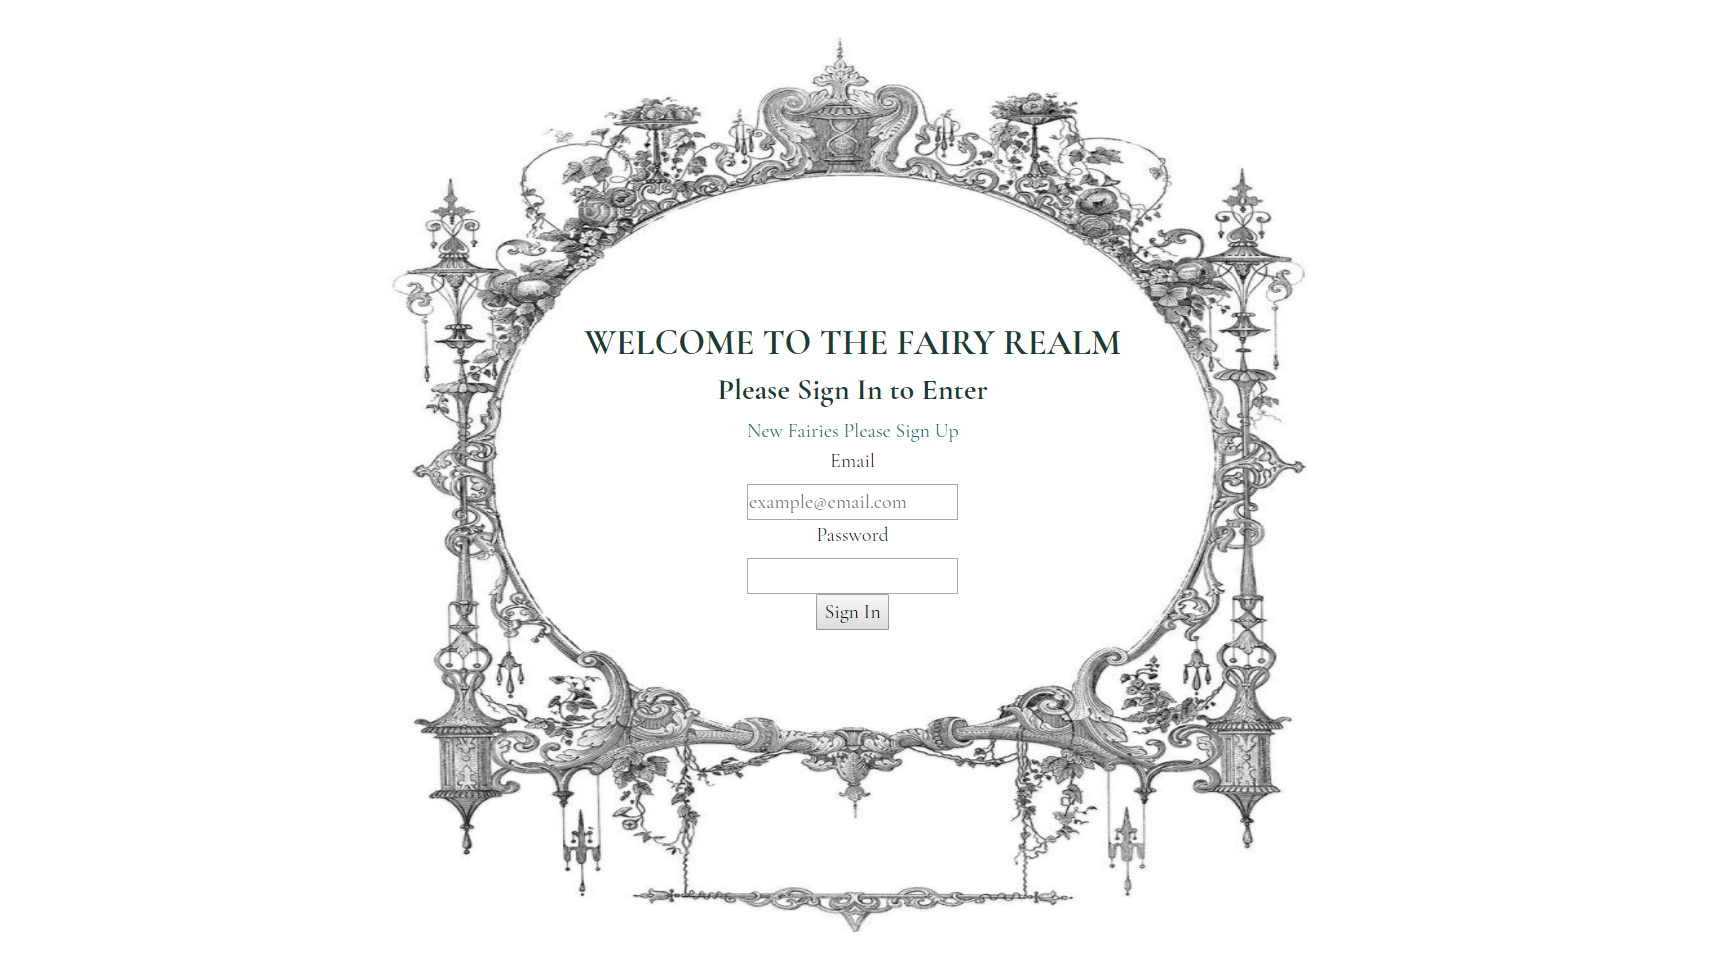 WELCOME TO THE FAIRY REALM
Please Sign In to Enter
New Fairies Please Sign Up
Email
example@email.com
Password
Sign In